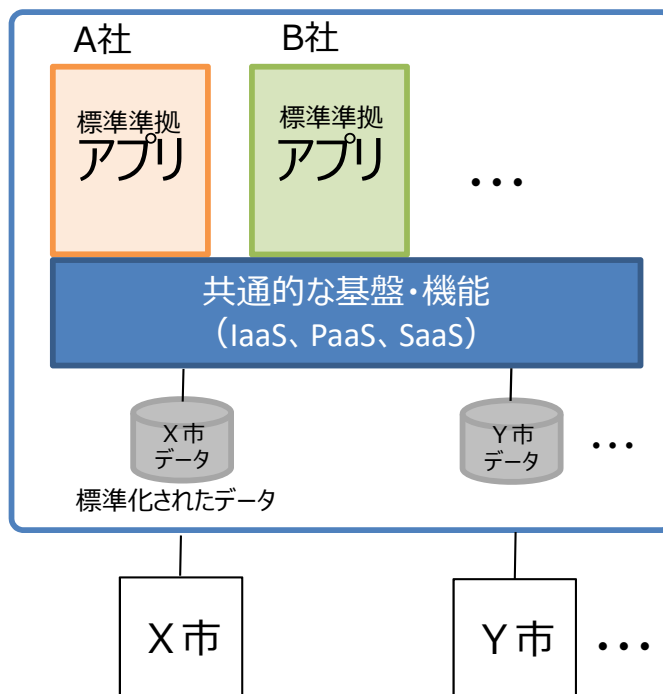 A社
B社
標準準拠
アプリ
標準準拠
アプリ
…
共通的な基盤・機能
（IaaS、PaaS、SaaS）
X市
データ
Y市
データ
…
標準化されたデータ
X市
Y市
…